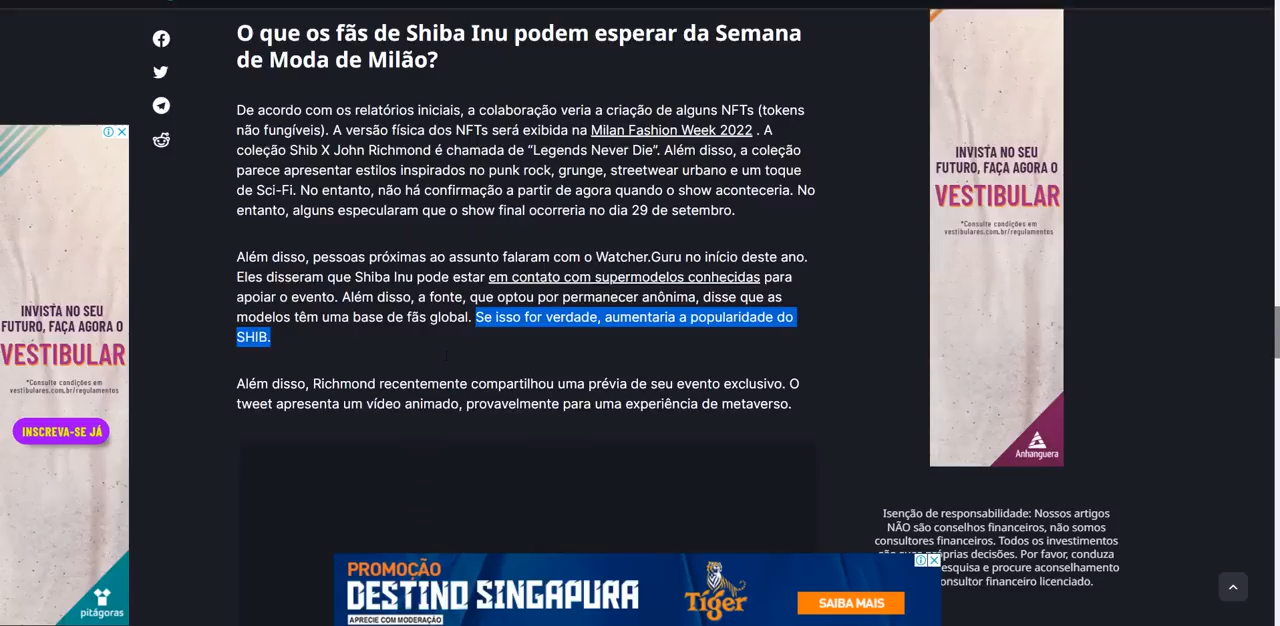 O que os fãs de Shiba Inu podem esperar da Semana
de Moda de Milão?
De acordo com os relatórios iniciais, a colaboração veria a criação de alguns NFTs (tokens
não fungíveis). A versão física dos NFTs será exibida na Milan Fashion Week 2022 . A
coleção Shib X John Richmond é chamada de “Legends Never Die”. Além disso, a coleção
parece apresentar estilos inspirados no punk rock, grunge, streetwear urbano e um toque
de Sci-Fi. No entanto, não há confirmação a partir de agora quando o show aconteceria. No
entanto, alguns especularam que o show final ocorreria no dia 29 de setembro.
Além disso, pessoas próximas ao assunto falaram com o Watcher.Guru no início deste ano.
Eles disseram que Shiba Inu pode estar em contato com supermodelos conhecidas para
apoiar o evento. Além disso, a fonte, que optou por permanecer anônima, disse que as
modelos têm uma base de fãs global. Se isso for verdade, aumentaria a popularidade do
SHIB.
Além disso, Richmond recentemente compartilhou uma prévia de seu evento exclusivo. O
tweet apresenta um vídeo animado, provavelmente para uma experiência de metaverso.
INVISTA NO SEU
FUTURO, FAÇA AGORA O
VESTIBULAR
*Consulte condições em
vestibulares.com.br/regulamentos
INSCREVA-SE JÁ
pitágoras
INVISTA NO SEU
FUTURO, FAÇA AGORA O
VESTIBULAR
*Consulte condições em
vestibulares.com.br/regulamentos
Anhanguera
Isenção de responsabilidade: Nossos artigos
NÃO são conselhos financeiros, não somos
consultores financeiros. Todos os investimentos
são suas próprias decisões. Por favor, conduza
esquisa e procure aconselhamento
onsultor financeiro licenciado.
PROMOÇÃO
DESTINO SINGAPURA
APRECIE COM MODERAÇÃO
Tiger
SAIBA MAIS